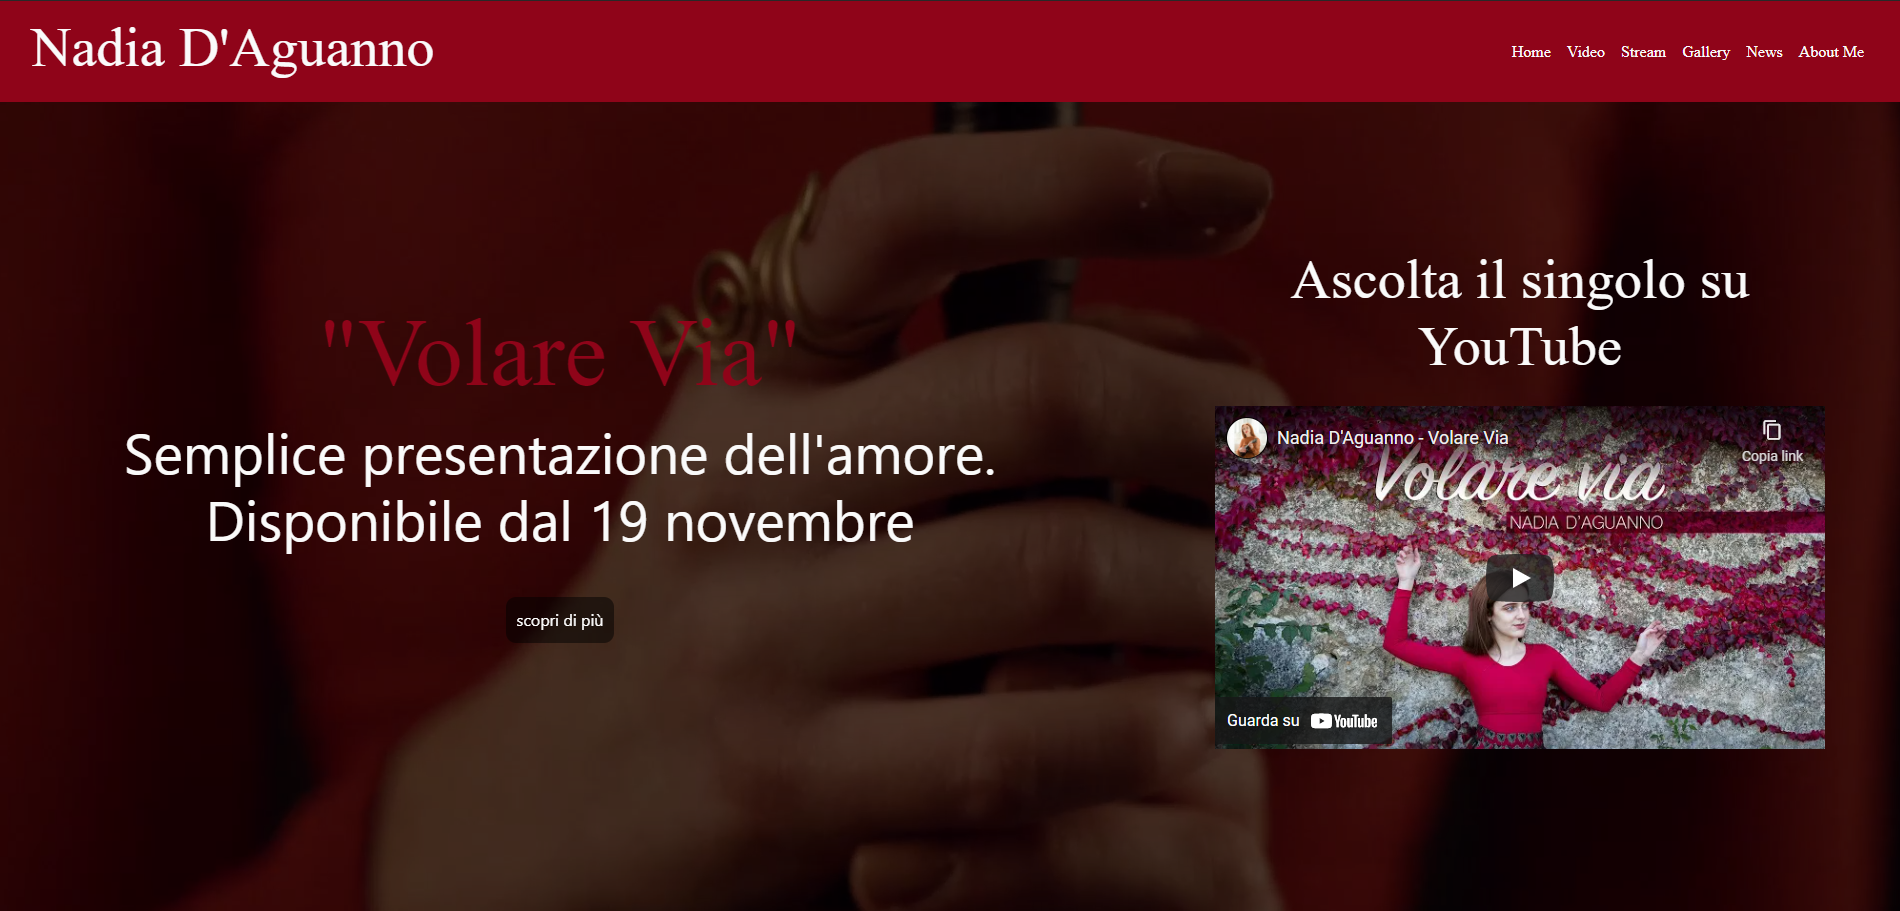 Nadia D'Aguanno
Home Video Stream Gallery News About Me
"Volare Via"
Semplice presentazione dell'amore.
Disponibile dal 19 novembre
scopri di più
Ascolta il singolo su
YouTube
Nadia D'Aguanno - Volare Via
Copia link
Volare via
NADIA D'AGUANNO
Guarda su YouTube